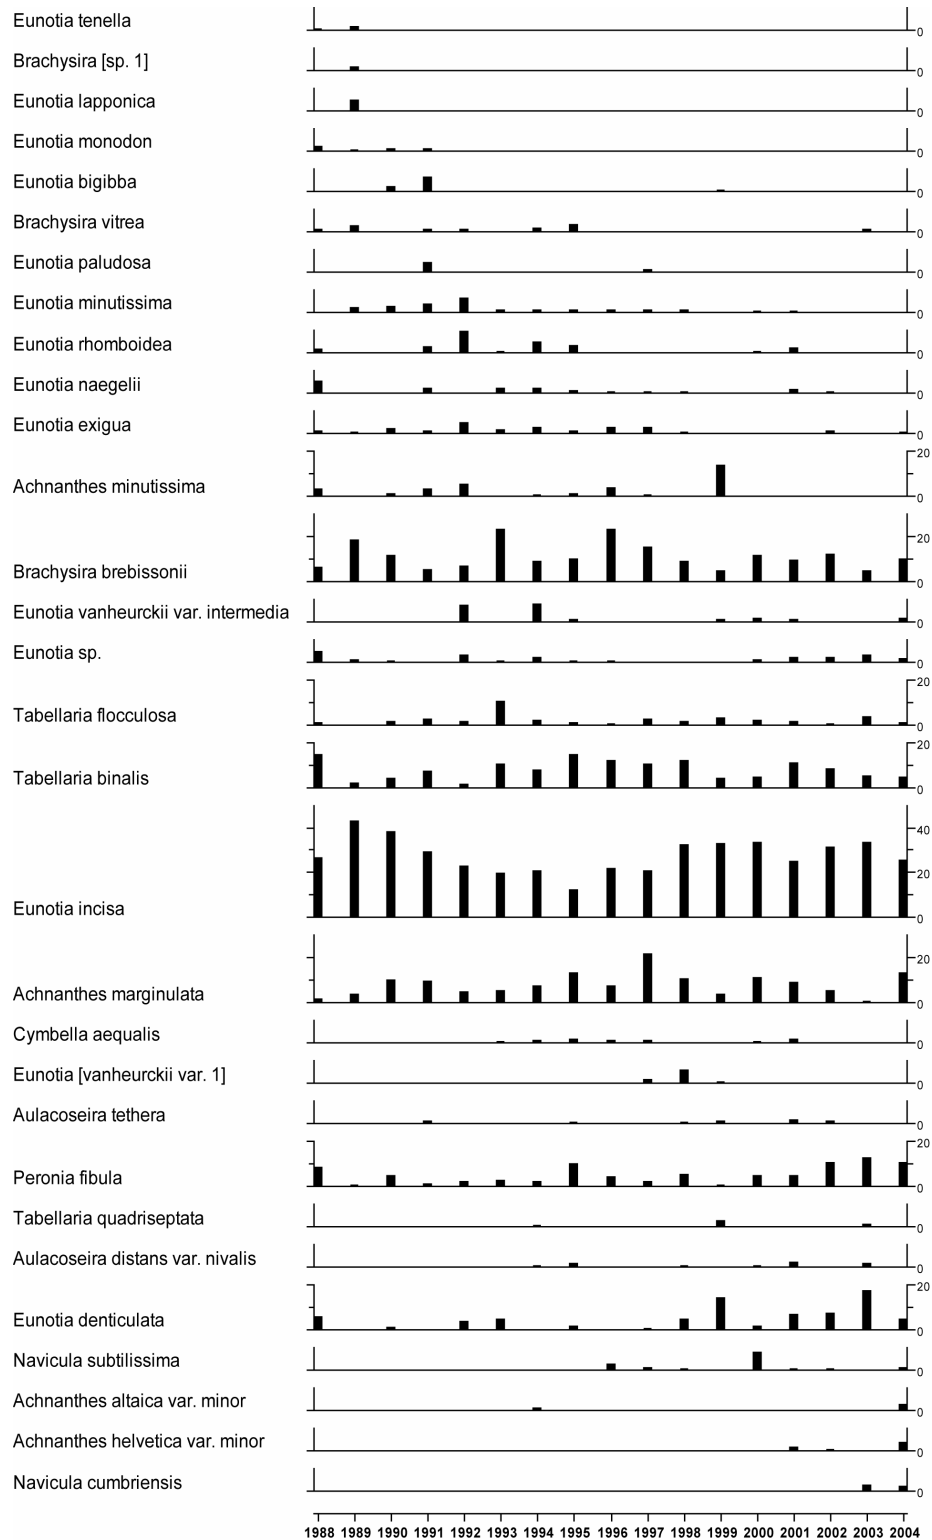 Eunotia tenella 0
Brachysira [sp. 1] 0
Eunotia lapponica 0
Eunotia monodon 0
Eunotia bigibba 0
Brachysira vitrea 0
Eunotia paludosa 0
Eunotia minutissima 0
Eunotia rhomboidea 0
Eunotia naegelii 0
Eunotia exigua 0
20
Achnanthes minutissima 0
20
Brachysira brebissonii 0
Eunotia vanheurckii var. intermedia 0
Eunotia sp. 0
20
Tabellaria flocculosa 0
20
Tabellaria binalis 0
40
20
Eunotia incisa 0
20
Achnanthes marginulata 0
Cymbella aequalis 0
Eunotia [vanheurckii var. 1] 0
Aulacoseira tethera 0
20
Peronia fibula 0
Tabellaria quadriseptata 0
Aulacoseira distans var. nivalis 0
20
Eunotia denticulata 0
Navicula subtilissima 0
Achnanthes altaica var. minor 0
Achnanthes helvetica var. minor 0
Navicula cumbriensis 0
1988 1989 1990 1991 1992 1993 1994 1995 1996 1997 1998 1999 2000 2001 2002 2003 2004